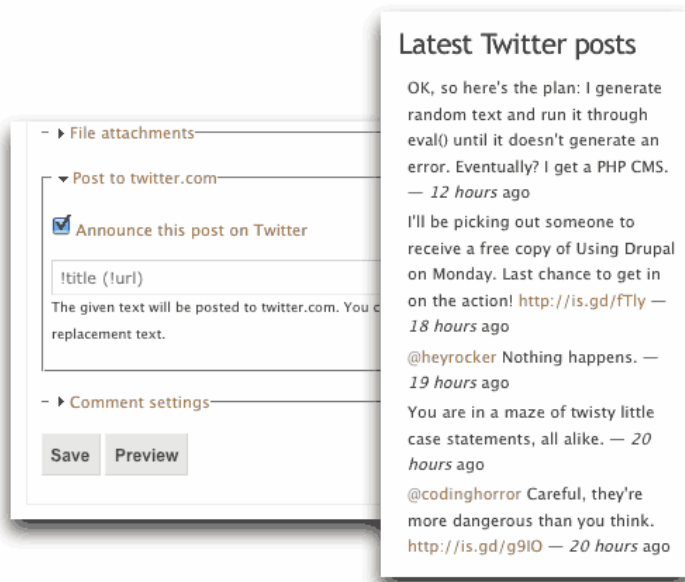 File attachments
Post to twitter.com
Announce this post on Twitter
!title (!url)
The given text will be posted to twitter.com. You
replacement text.
Comment settings
Save
Preview
Latest Twitter posts
OK, so here's the plan: I generate
random text and run it through
eval() until it doesn't generate an
error. Eventually? I get a PHP CMS.
— 12 hours ago
I'll be picking out someone to
receive a free copy of Using Drupal
on Monday. Last chance to get in
on the action! http://is.gd/fTly —
18 hours ago
@heyrocker Nothing happens. —
19 hours ago
You are in a maze of twisty little
case statements, all alike. — 20
hours ago
@codinghorror Careful, they're
more dangerous than you think.
http://is.gd/g9lO — 20 hours ago